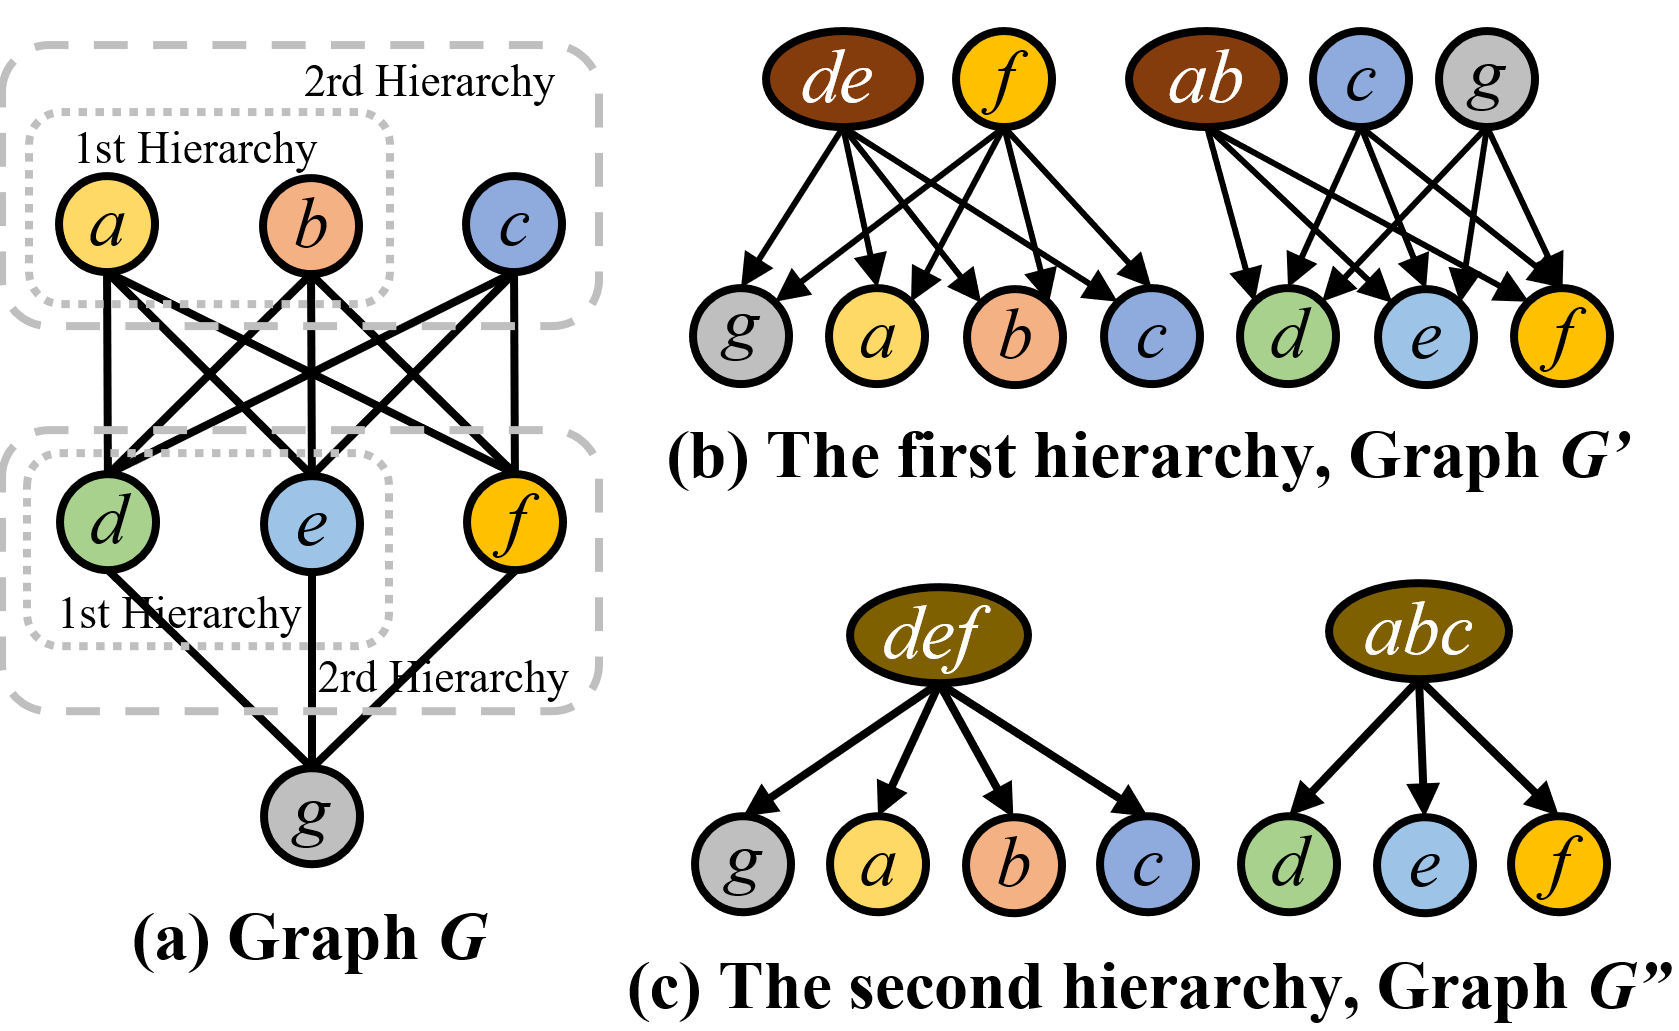 2rd Hierarchy
1st Hierarchy
a b c
d e f
1st Hierarchy
2rd Hierarchy
g
(a) Graph G
de f ab c g
g a b c d e f
(b) The first hierarchy, Graph G’
def abc
g a b c d e f
(c) The second hierarchy, Graph G”